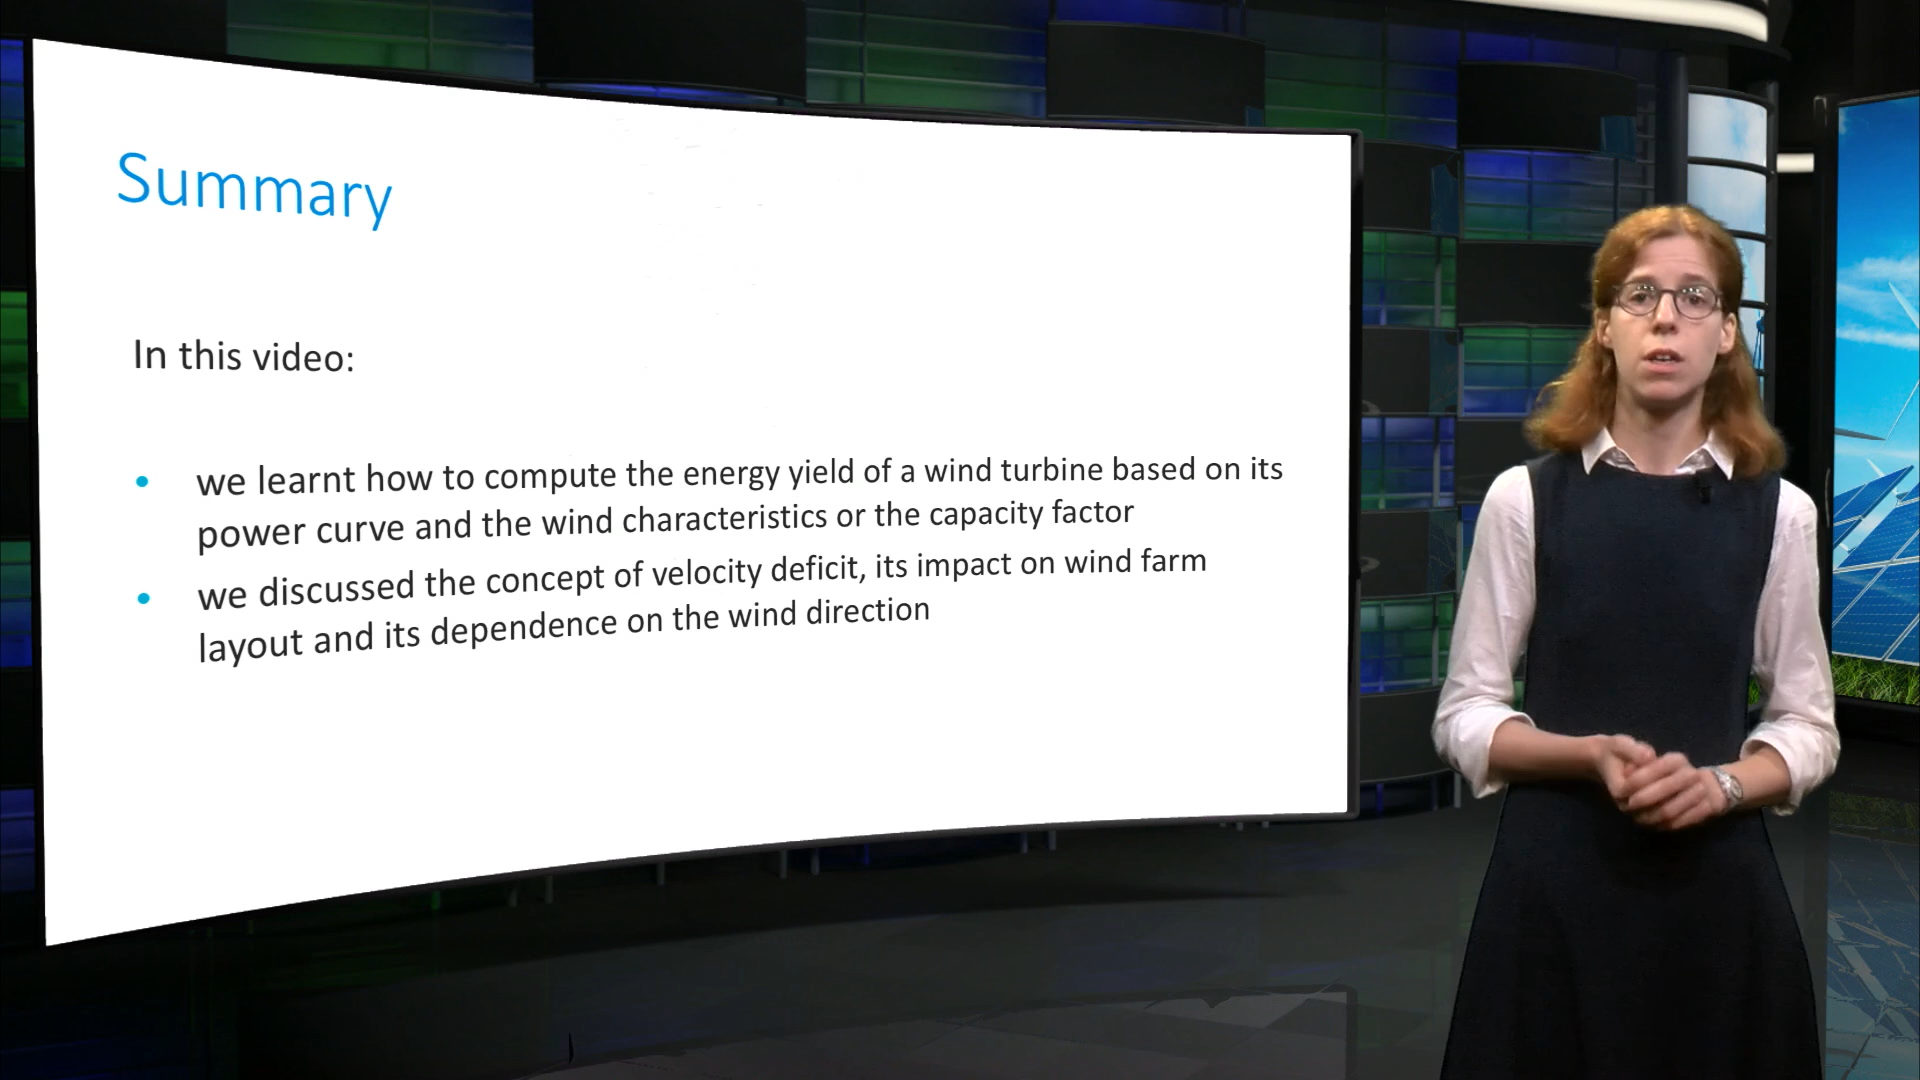 Summary
In this video:
• we learnt how to compute the energy yield of a wind turbine based on its
power curve and the wind characteristics or the capacity factor
• we discussed the concept of velocity deficit, its impact on wind farm
layout and its dependence on the wind direction